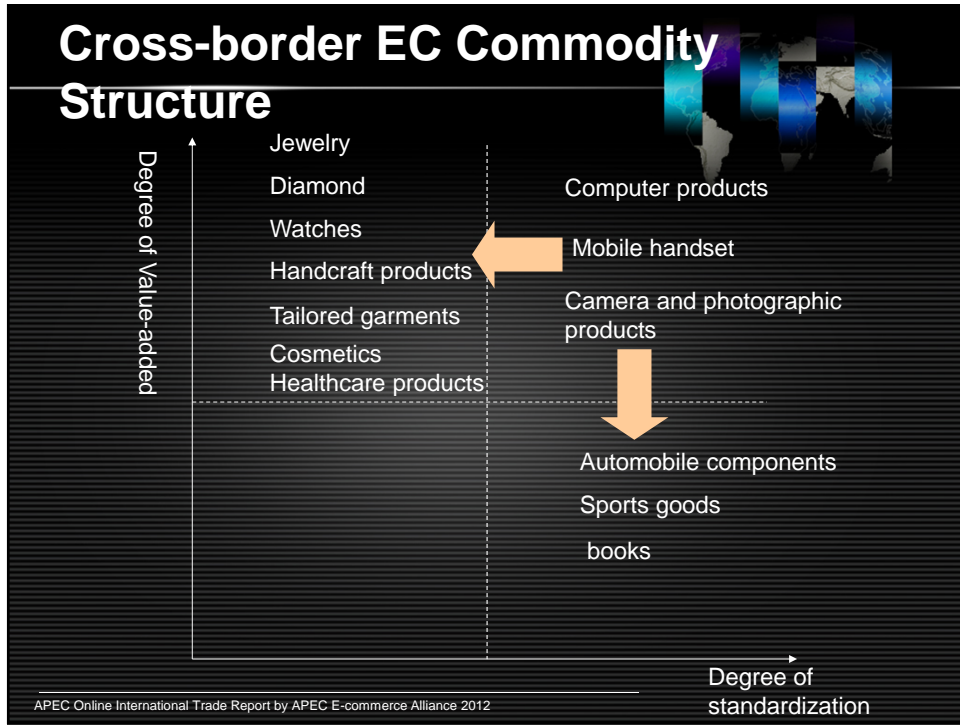 Cross-border EC Commodity
Structure
Degree of Value-added
Jewelry
Diamond
Watches
Handcraft products
Tailored garments
Cosmetics
Healthcare products
Computer products
Mobile handset
Camera and photographic
products
Automobile components
Sports goods
books
Degree of
standardization
APEC Online International Trade Report by APEC E-commerce Alliance 2012